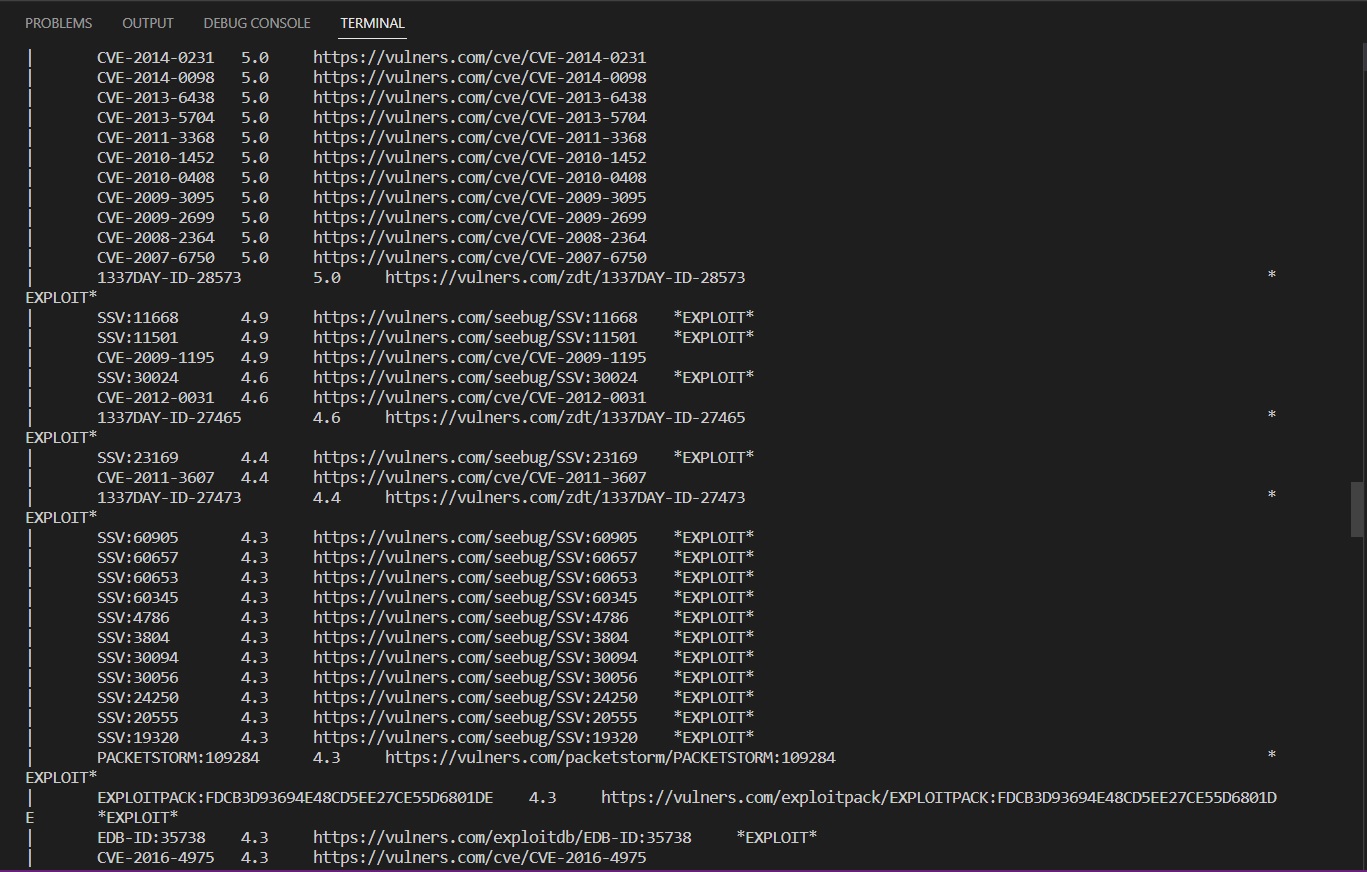 PROBLEMS OUTPUT DEBUG CONSOLE TERMINAL
| CVE-2014-0231 5.0 https://vulners.com/cve/CVE-2014-0231
| CVE-2014-0098 5.0 https://vulners.com/cve/CVE-2014-0098
| CVE-2013-6438 5.0 https://vulners.com/cve/CVE-2013-6438
| CVE-2013-5704 5.0 https://vulners.com/cve/CVE-2013-5704
| CVE-2011-3368 5.0 https://vulners.com/cve/CVE-2011-3368
| CVE-2010-1452 5.0 https://vulners.com/cve/CVE-2010-1452
| CVE-2010-0408 5.0 https://vulners.com/cve/CVE-2010-0408
| CVE-2009-3095 5.0 https://vulners.com/cve/CVE-2009-3095
| CVE-2009-2699 5.0 https://vulners.com/cve/CVE-2009-2699
| CVE-2008-2364 5.0 https://vulners.com/cve/CVE-2008-2364
| CVE-2007-6750 5.0 https://vulners.com/cve/CVE-2007-6750
| 1337DAY-ID-28573 5.0 https://vulners.com/zdt/1337DAY-ID-28573 *
EXPLOIT*
| SSV:11668 4.9 https://vulners.com/seebug/SSV:11668 *EXPLOIT*
| SSV:11501 4.9 https://vulners.com/seebug/SSV:11501 *EXPLOIT*
| CVE-2009-1195 4.9 https://vulners.com/cve/CVE-2009-1195
| SSV:30024 4.6 https://vulners.com/seebug/SSV:30024 *EXPLOIT*
| CVE-2012-0031 4.6 https://vulners.com/cve/CVE-2012-0031
| 1337DAY-ID-27465 4.6 https://vulners.com/zdt/1337DAY-ID-27465 *
EXPLOIT*
| SSV:23169 4.4 https://vulners.com/seebug/SSV:23169 *EXPLOIT*
| CVE-2011-3607 4.4 https://vulners.com/cve/CVE-2011-3607
| 1337DAY-ID-27473 4.4 https://vulners.com/zdt/1337DAY-ID-27473 *
EXPLOIT*
| SSV:60905 4.3 https://vulners.com/seebug/SSV:60905 *EXPLOIT*
| SSV:60657 4.3 https://vulners.com/seebug/SSV:60657 *EXPLOIT*
| SSV:60653 4.3 https://vulners.com/seebug/SSV:60653 *EXPLOIT*
| SSV:60345 4.3 https://vulners.com/seebug/SSV:60345 *EXPLOIT*
| SSV:4786 4.3 https://vulners.com/seebug/SSV:4786 *EXPLOIT*
| SSV:3804 4.3 https://vulners.com/seebug/SSV:3804 *EXPLOIT*
| SSV:30094 4.3 https://vulners.com/seebug/SSV:30094 *EXPLOIT*
| SSV:30056 4.3 https://vulners.com/seebug/SSV:30056 *EXPLOIT*
| SSV:24250 4.3 https://vulners.com/seebug/SSV:24250 *EXPLOIT*
| SSV:20555 4.3 https://vulners.com/seebug/SSV:20555 *EXPLOIT*
| SSV:19320 4.3 https://vulners.com/seebug/SSV:19320 *EXPLOIT*
| PACKETSTORM:109284 4.3 https://vulners.com/packetstorm/PACKETSTORM:109284 *
EXPLOIT*
| EXPLOITPACK:FDCB3D93694E48CD5EE27CE55D6801DE 4.3 https://vulners.com/exploitpack/EXPLOITPACK:FDCB3D93694E48CD5EE27CE55D6801D
E *EXPLOIT*
| EDB-ID:35738 4.3 https://vulners.com/exploitdb/EDB-ID:35738 *EXPLOIT*
| CVE-2016-4975 4.3 https://vulners.com/cve/CVE-2016-4975